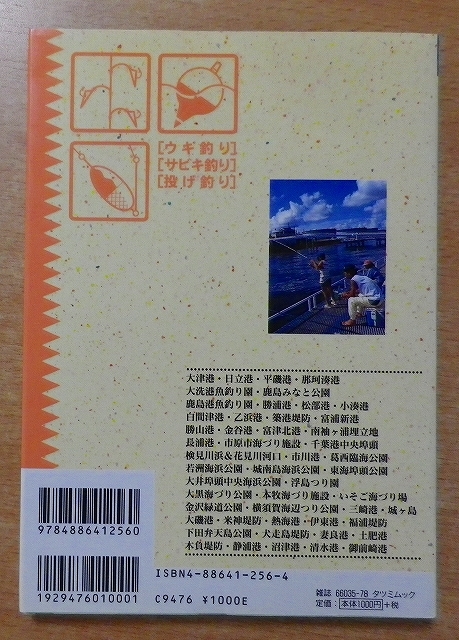 [ウキ釣り]
[サビキ釣り]
[投げ釣り]
大津港・日立港・平磯港・那珂湊港
大洗港魚釣り園・鹿島みなと公園
鹿島港魚釣り園・勝浦港・松部港・小湊港
白間津港・乙浜港・築港堤防・富浦新港
勝山港・金谷港・富津北港・南袖ヶ浦埋立地
長浦港・市原市海づり施設・千葉港中央埠頭
検見川浜&花見川河口・市川港・葛西臨海公園
若洲海浜公園・城南島海浜公園・東海埠頭公園
大井埠頭中央海浜公園・浮島つり園
大黒海づり公園・本牧海づり施設・いそご海づり場
金沢緑公園・横須賀海辺つり公園・三崎港・城ヶ島
大磯港・米神堤防・熱海港・伊東港・福浦堤防
下田弁天島公園・犬走島堤防・妻良港・土肥港
木負堤防・静浦港・沼津港・清水港・御前崎港
9784886412560
1929476010001
ISBN4-88641-256-4
C9476 ¥1000E
雑誌 66035-78 タツミムック
定価:本体1000円+税